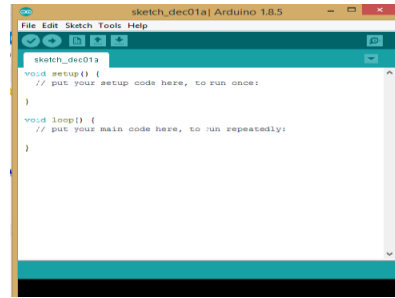 sketch_dec01a| Arduino 1.8.5
File Edit Sketch Tools Help
sketch_dec01a
void setup() {
// put your setup code here, to run once:
}
void loop() {
// put your main code here, to run repeatedly:
}